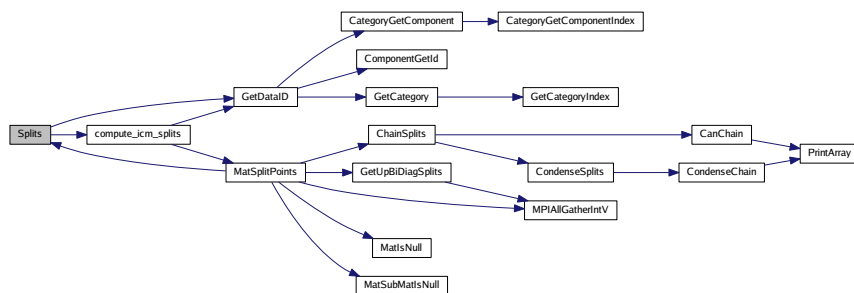 CategoryGetComponent
CategoryGetComponentIndex
ComponentGetId
GetDataID
GetCategory
GetCategoryIndex
Splits
compute_icm_splits
ChainSplits
CanChain
PrintArray
MatSplitPoints
GetUpBiDiagSplits
CondenseSplits
CondenseChain
MPIAllGatherIntV
MatIsNull
MatSubMatIsNull